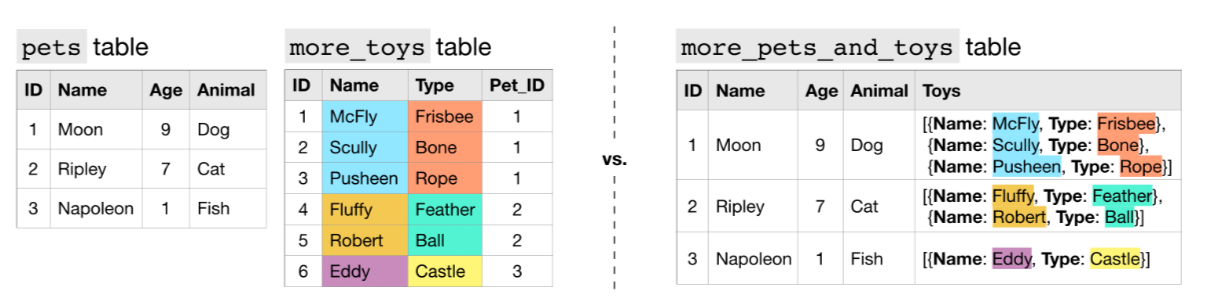 pets table
ID Name Age Animal
1 Moon 9 Dog
2 Ripley 7 Cat
3 Napoleon 1 Fish
more_toys table
ID Name Type Pet_ID
1 McFly Frisbee 1
2 Scully Bone 1
3 Pusheen Rope 1
4 Fluffy Feather 2
5 Robert Ball 2
6 Eddy Castle 3
vs.
more_pets_and_toys table
ID Name Age Animal Toys
1 Moon 9 Dog [{Name: McFly, Type: Frisbee},
{Name: Scully, Type: Bone},
{Name: Pusheen, Type: Rope}]
2 Ripley 7 Cat [{Name: Fluffy, Type: Feather},
{Name: Robert, Type: Ball}]
3 Napoleon 1 Fish [{Name: Eddy, Type: Castle}]